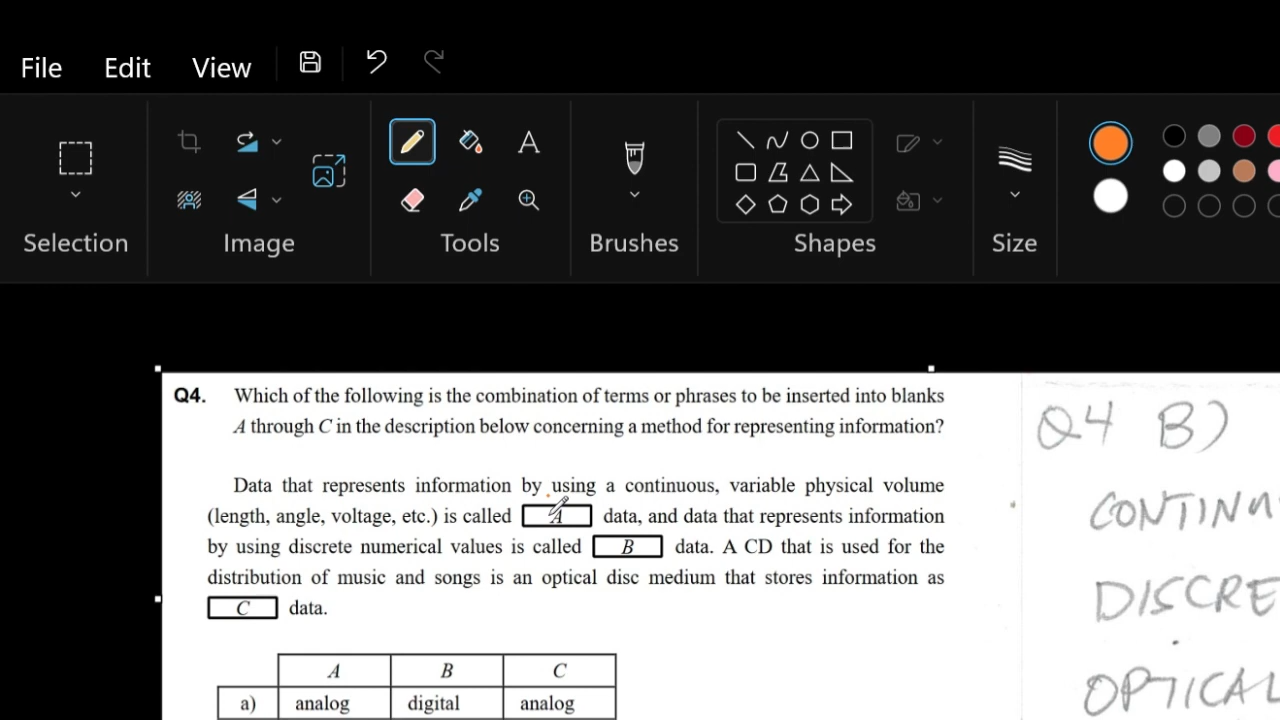 File Edit View
Selection Image Tools Brushes Shapes Size
Q4. Which of the following is the combination of terms or phrases to be inserted into blanks
A through C in the description below concerning a method for representing information?
Data that represents information by using a continuous, variable physical volume
(length, angle, voltage, etc.) is called A data, and data that represents information
by using discrete numerical values is called B data. A CD that is used for the
distribution of music and songs is an optical disc medium that stores information as
C data.
A B C
a) analog digital analog
Q4 B)
CONTINU
DISCRE
OPTICAL